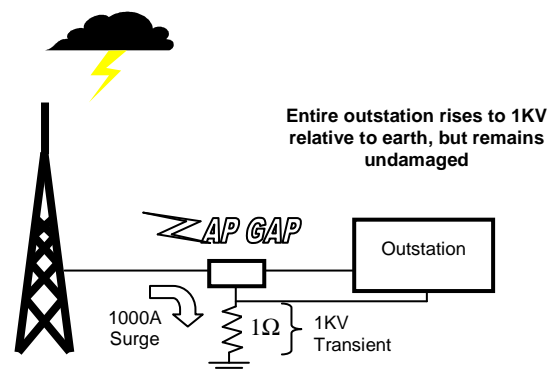 Entire outstation rises to 1KV
relative to earth, but remains
undamaged
ZAP GAP
Outstation
1000A
Surge
1Ω
1KV
Transient